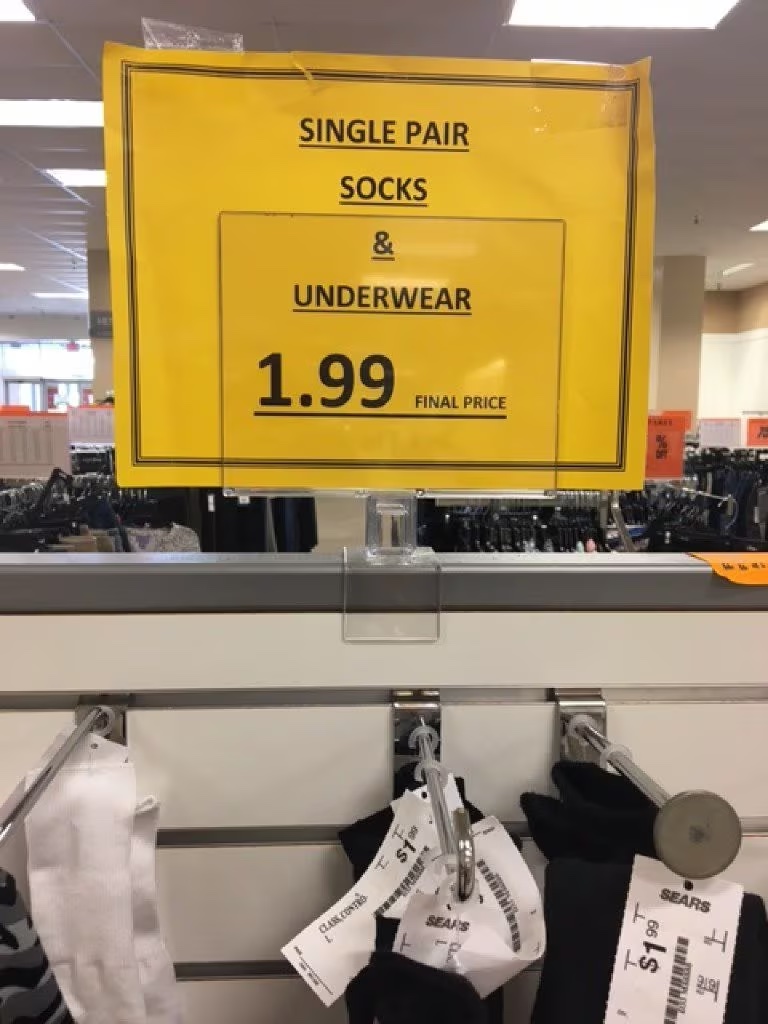 SINGLE PAIR
SOCKS
&
UNDERWEAR
1.99 FINAL PRICE
$1 99
SEARS
SEARS
$1 99